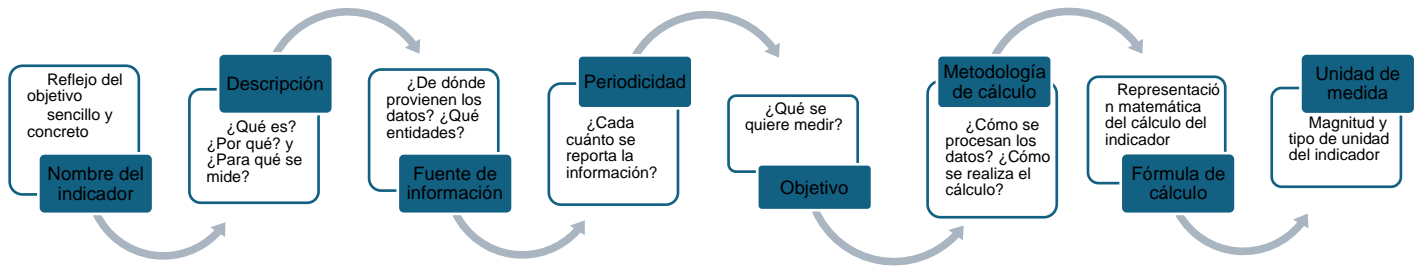 Reflejo del
objetivo
sencillo y
concreto
Nombre del
indicador
Descripción
¿Qué es?
¿Por qué? y
¿Para qué se
mide?
¿De dónde
provienen los
datos? ¿Qué
entidades?
Fuente de
información
Periodicidad
¿Cada
cuánto se
reporta la
información?
¿Qué se
quiere medir?
Objetivo
Metodología
de cálculo
¿Cómo se
procesan los
datos? ¿Cómo
se realiza el
cálculo?
Representació
n matemática
del cálculo del
indicador
Fórmula de
cálculo
Unidad de
medida
Magnitud y
tipo de unidad
del indicador